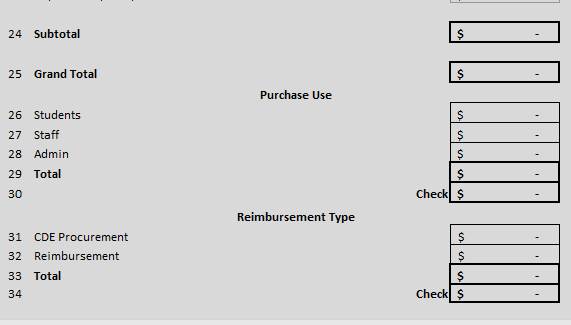 24 Subtotal $ -
25 Grand Total $ -
Purchase Use
26 Students $ -
27 Staff $ -
28 Admin $ -
29 Total $ -
30 Check $ -
Reimbursement Type
31 CDE Procurement $ -
32 Reimbursement $ -
33 Total $ -
34 Check $ -